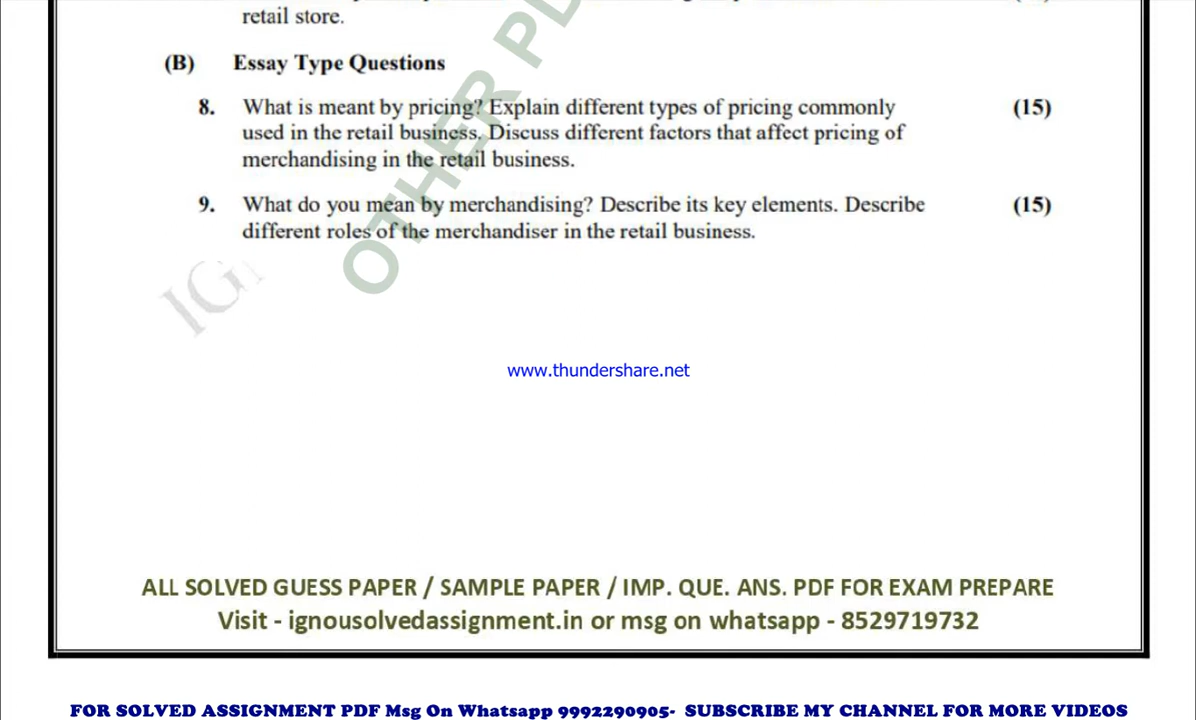 retail store.
(B) Essay Type Questions
8. What is meant by pricing? Explain different types of pricing commonly (15)
used in the retail business. Discuss different factors that affect pricing of
merchandising in the retail business.
9. What do you mean by merchandising? Describe its key elements. Describe (15)
different roles of the merchandiser in the retail business.
OTHER
www.thundershare.net
ALL SOLVED GUESS PAPER / SAMPLE PAPER / IMP. QUE. ANS. PDF FOR EXAM PREPARE
Visit - ignousolvedassignment.in or msg on whatsapp - 8529719732
FOR SOLVED ASSIGNMENT PDF Msg On Whatsapp 9992290905- SUBSCRIBE MY CHANNEL FOR MORE VIDEOS